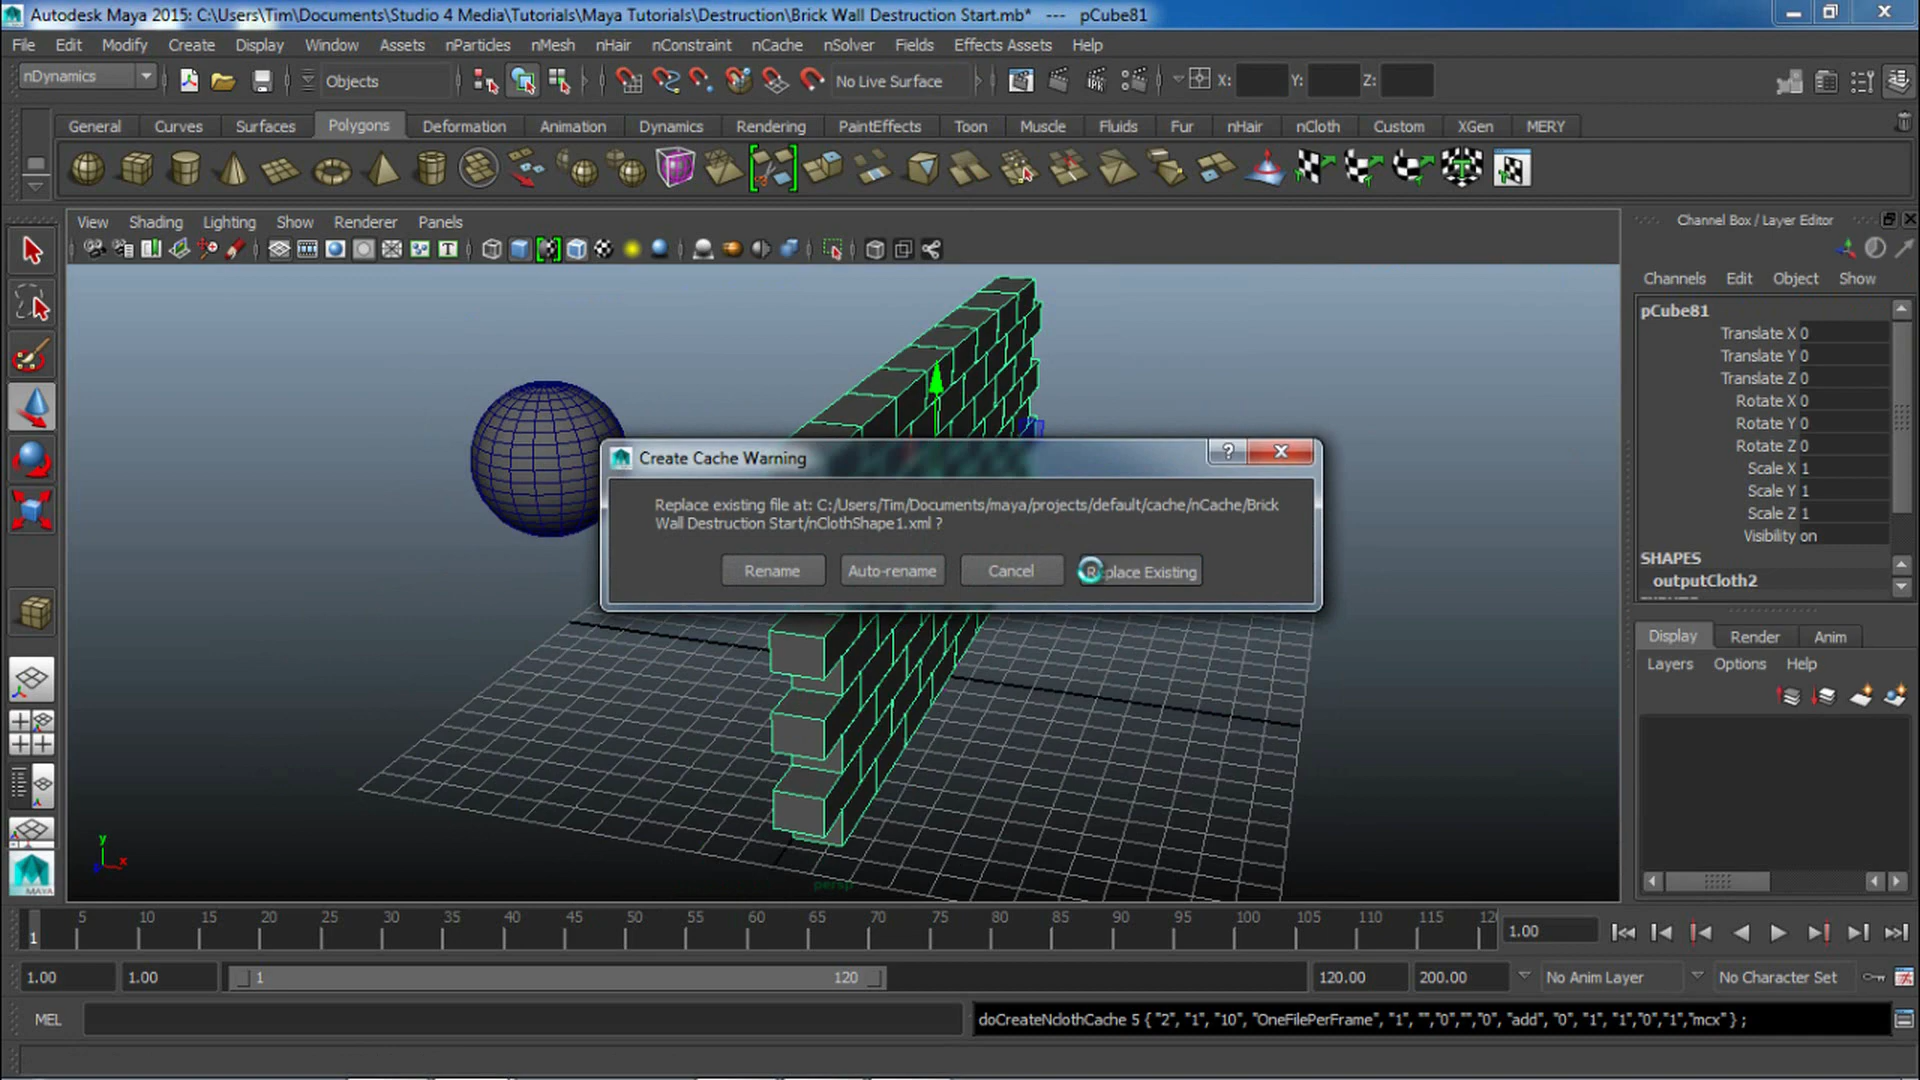 Autodesk Maya 2015: C:\Users\Tim\Documents\Studio 4 Media\Tutorials\Maya Tutorials\Destruction\Brick Wall Destruction Start.mb* --- pCube81
File Edit Modify Create Display Window Assets nParticles nMesh nHair nConstraint nCache nSolver Fields Effects Assets Help
nDynamics Objects No Live Surface X: Y: Z:
General Curves Surfaces Polygons Deformation Animation Dynamics Rendering PaintEffects Toon Muscle Fluids Fur nHair nCloth Custom XGen MERY
View Shading Lighting Show Renderer Panels
Channel Box / Layer Editor
Channels Edit Object Show
pCube81
Translate X 0
Translate Y 0
Translate Z 0
Rotate X 0
Rotate Y 0
Rotate Z 0
Scale X 1
Scale Y 1
Scale Z 1
Visibility on
SHAPES
outputCloth2
Create Cache Warning
Replace existing file at: C:/Users/Tim/Documents/maya/projects/default/cache/nCache/Brick
Wall Destruction Start/nClothShape1.xml ?
Rename Auto-rename Cancel Replace Existing
Display Render Anim
Layers Options Help
y
x
persp
MAYA
5 10 15 20 25 30 35 40 45 50 55 60 65 70 75 80 85 90 95 100 105 110 115 12
1 1.00
1.00 1.00 1 120 120.00 200.00 No Anim Layer No Character Set
MEL doCreateNclothCache 5 { "2", "1", "10", "OneFilePerFrame", "1", "","0","","0", "add", "0", "1", "1","0","1","mcx" } ;